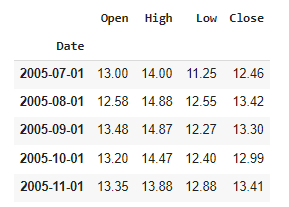 Open High Low Close
Date
2005-07-01 13.00 14.00 11.25 12.46
2005-08-01 12.58 14.88 12.55 13.42
2005-09-01 13.48 14.87 12.27 13.30
2005-10-01 13.20 14.47 12.40 12.99
2005-11-01 13.35 13.88 12.88 13.41